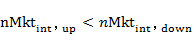 nMkt_int, up < nMkt_int, down